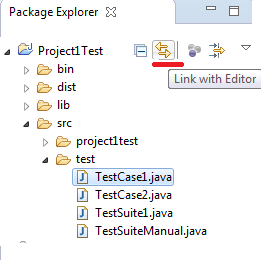 Package Explorer
Project1Test
bin
Link with Editor
dist
lib
src
project1test
test
TestCase1.java
TestCase2.java
TestSuite1.java
TestSuiteManual.java